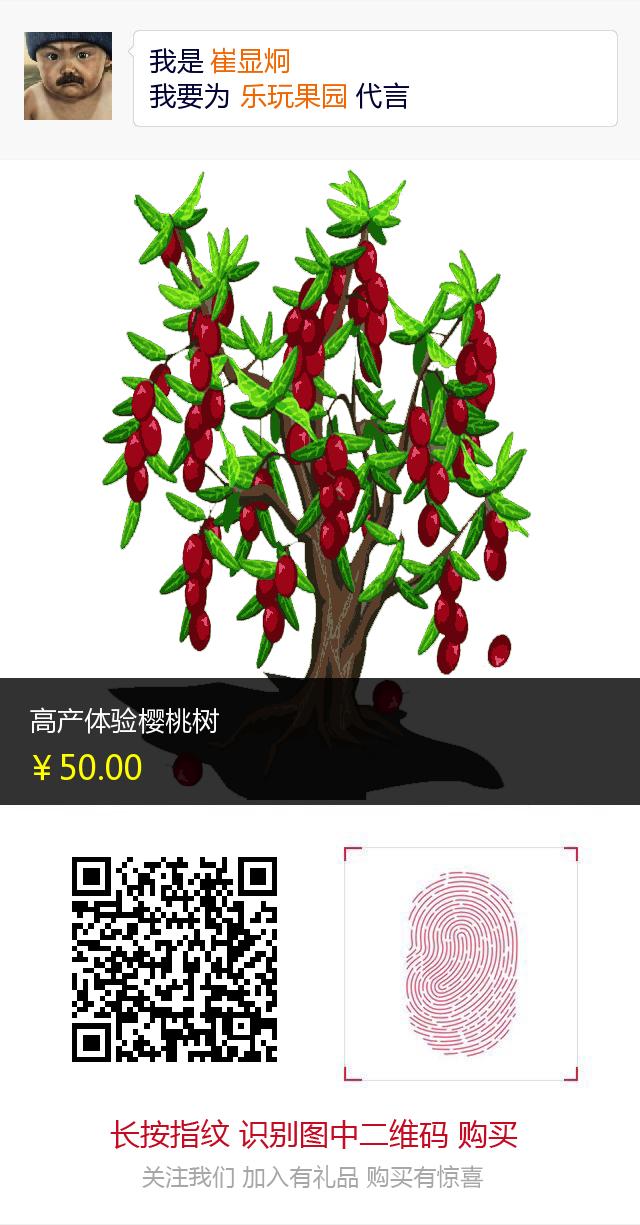 我是 崔显炯
我要为 乐玩果园 代言
高产体验樱桃树
￥50.00
长按指纹 识别图中二维码 购买
关注我们 加入有礼品 购买有惊喜